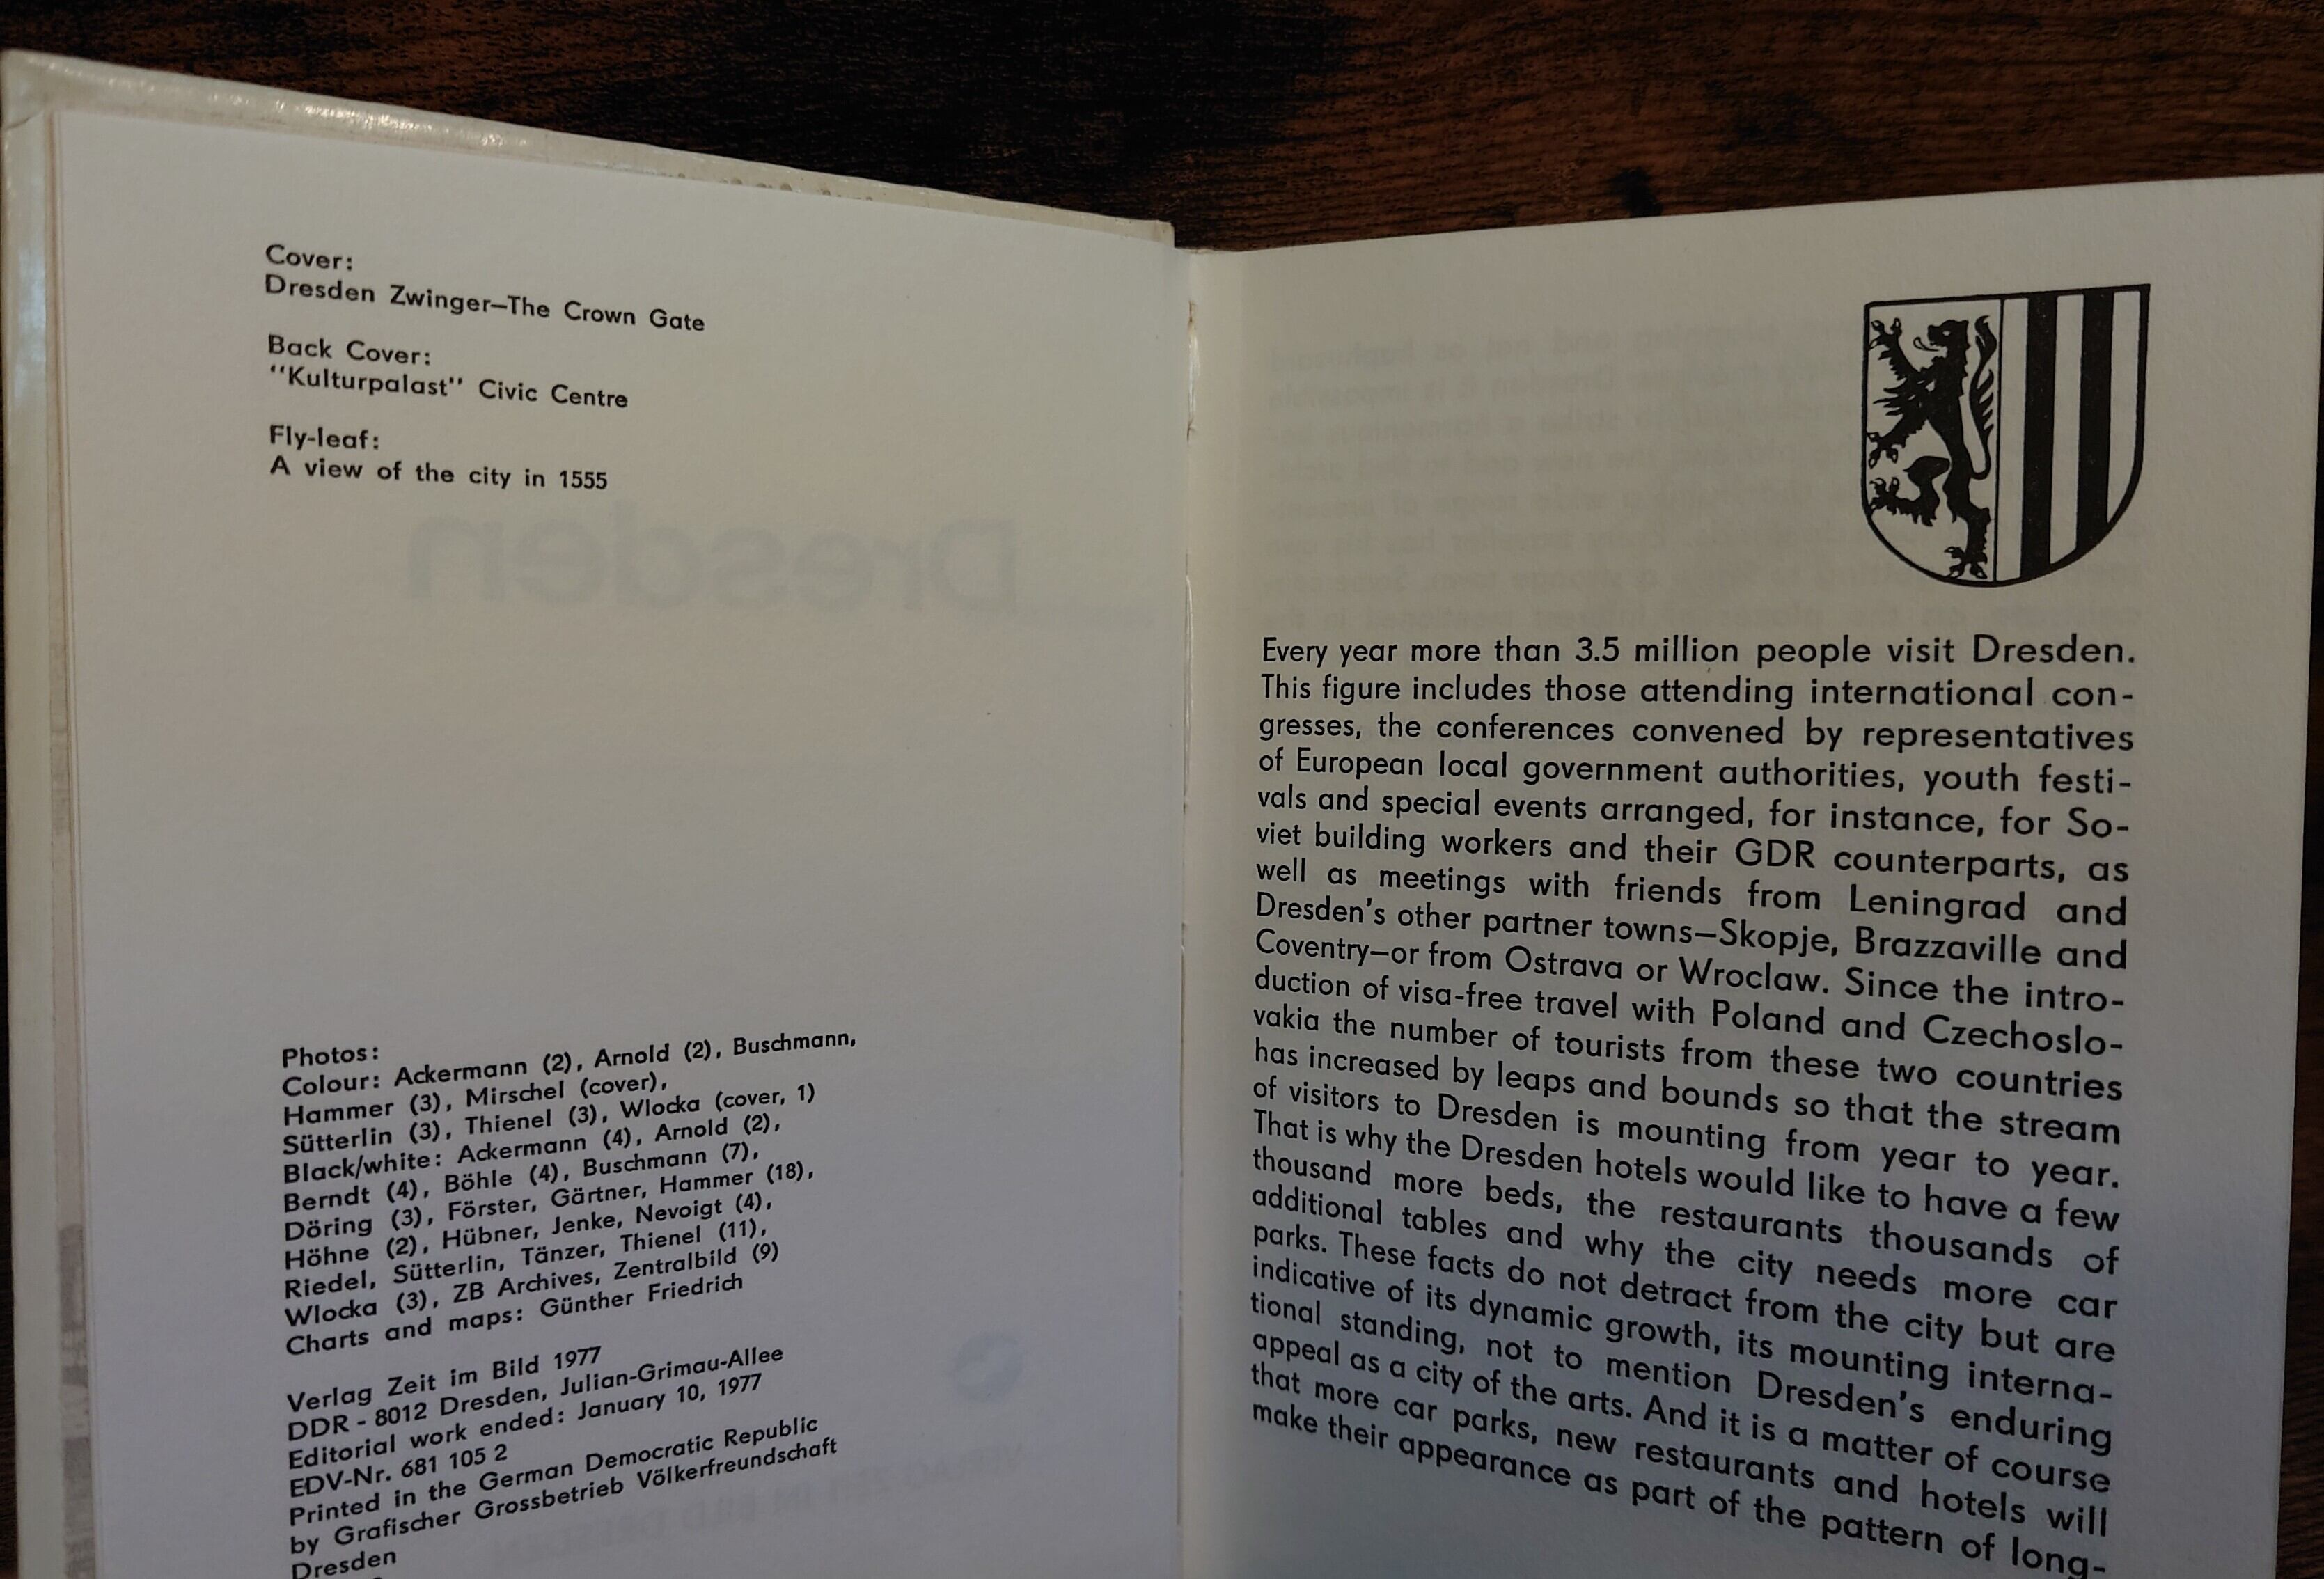 Cover:
Dresden Zwinger—The Crown Gate
Back Cover:
"Kulturpalast" Civic Centre
Fly-leaf:
A view of the city in 1555
Dresden
Photos:
Colour: Ackermann (2), Arnold (2), Buschmann,
Hammer (3), Mirschel (cover),
Sütterlin (3), Thienel (3), Wlocka (cover, 1)
Black/white: Ackermann (4), Arnold (2),
Berndt (4), Böhle (4), Buschmann (7),
Döring (3), Förster, Gärtner, Hammer (18),
Höhne (2), Hübner, Jenke, Nevoigt (4),
Riedel, Sütterlin, Tänzer, Thienel (11),
Wlocka (3), ZB Archives, Zentralbild (9)
Charts and maps: Günther Friedrich
Verlag Zeit im Bild 1977
DDR - 8012 Dresden, Julian-Grimau-Allee
Editorial work ended: January 10, 1977
EDV-Nr. 681 105 2
Printed in the German Democratic Republic
by Grafischer Grossbetrieb Völkerfreundschaft
Dresden
Every year more than 3.5 million people visit Dresden.
This figure includes those attending international con-
gresses, the conferences convened by representatives
of European local government authorities, youth festi-
vals and special events arranged, for instance, for So-
viet building workers and their GDR counterparts, as
well as meetings with friends from Leningrad and
Dresden's other partner towns—Skopje, Brazzaville and
Coventry—or from Ostrava or Wroclaw. Since the intro-
duction of visa-free travel with Poland and Czechoslo-
vakia the number of tourists from these two countries
has increased by leaps and bounds so that the stream
of visitors to Dresden is mounting from year to year.
That is why the Dresden hotels would like to have a few
thousand more beds, the restaurants thousands of
additional tables and why the city needs more car
parks. These facts do not detract from the city but are
indicative of its dynamic growth, its mounting interna-
tional standing, not to mention Dresden's enduring
appeal as a city of the arts. And it is a matter of course
that more car parks, new restaurants and hotels will
make their appearance as part of the pattern of long-